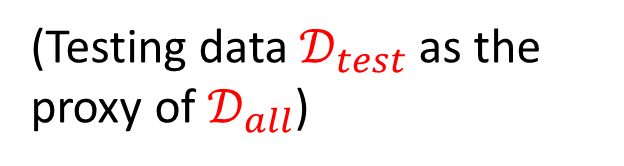 (Testing data 𝒟_test as the
proxy of 𝒟_all)